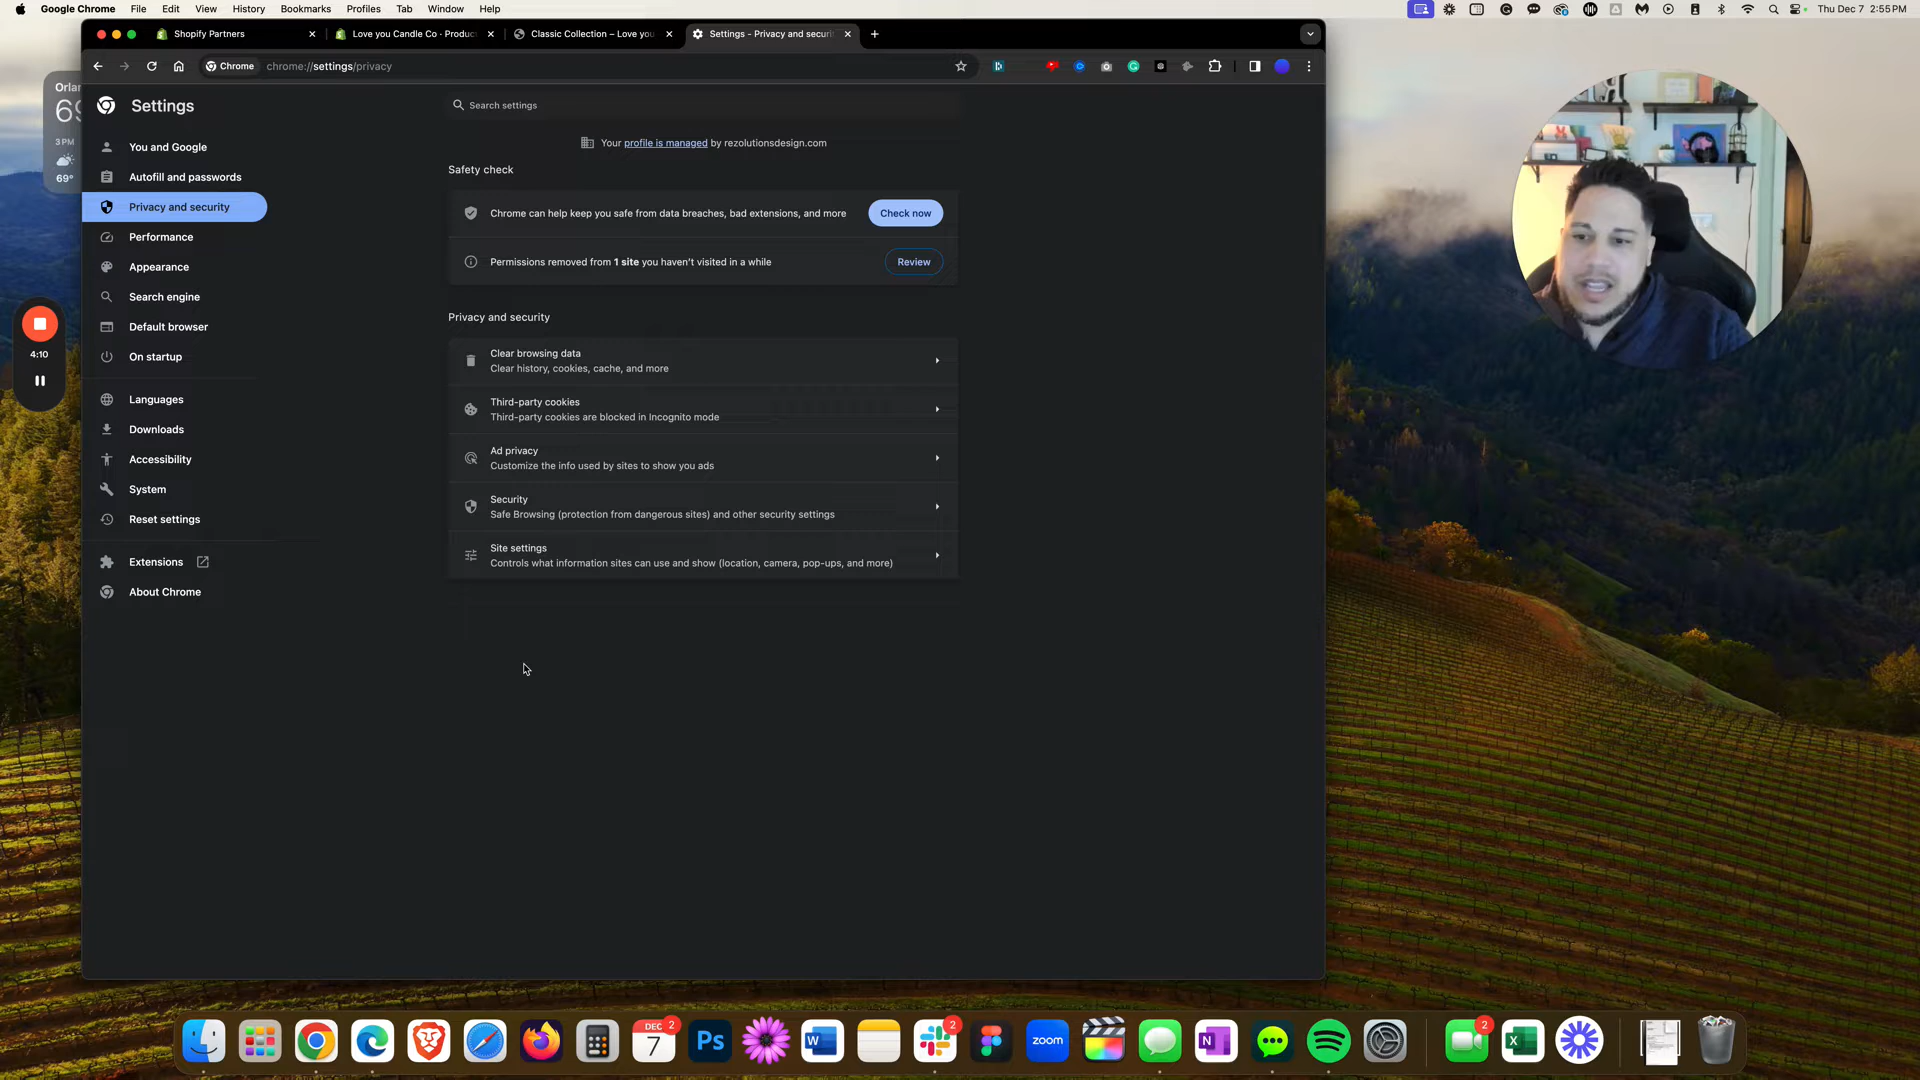 Google Chrome File Edit View History Bookmarks Profiles Tab Window Help
Thu Dec 7 2:55PM
Shopify Partners
Love you Candle Co · Produc
Classic Collection – Love you
Settings - Privacy and securi
Chrome chrome://settings/privacy
Orlan
69
3 PM
69°
4:10
Settings
You and Google
Autofill and passwords
Privacy and security
Performance
Appearance
Search engine
Default browser
On startup
Languages
Downloads
Accessibility
System
Reset settings
Extensions
About Chrome
Search settings
Your profile is managed by rezolutionsdesign.com
Safety check
Chrome can help keep you safe from data breaches, bad extensions, and more
Check now
Permissions removed from 1 site you haven't visited in a while
Review
Privacy and security
Clear browsing data
Clear history, cookies, cache, and more
Third-party cookies
Third-party cookies are blocked in Incognito mode
Ad privacy
Customize the info used by sites to show you ads
Security
Safe Browsing (protection from dangerous sites) and other security settings
Site settings
Controls what information sites can use and show (location, camera, pop-ups, and more)
DEC
7
2
Ps
W
2
zoom
N
2
X